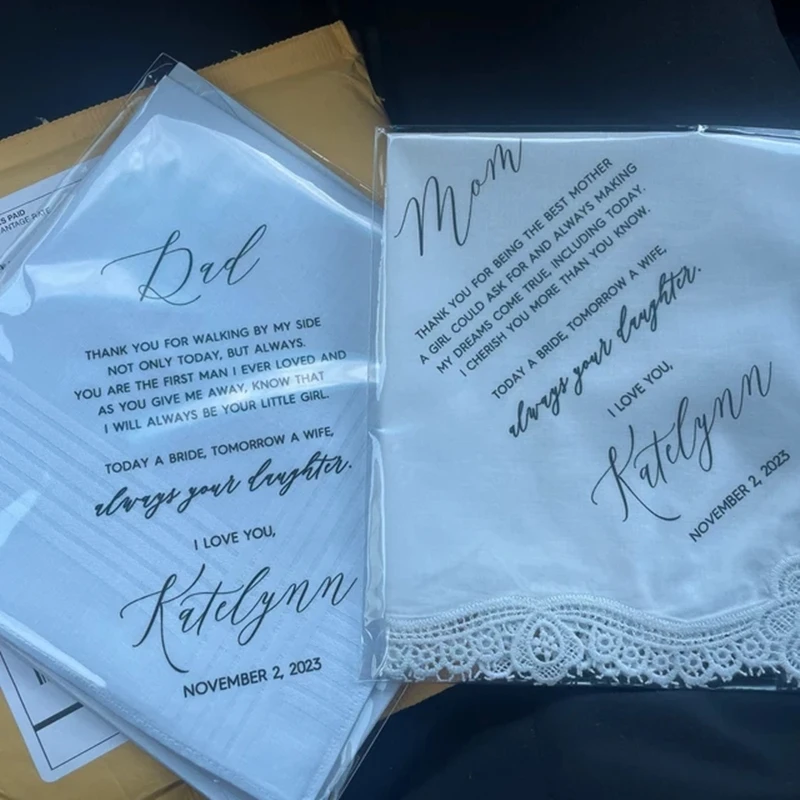 S PAID
ANTAGE RATE
Dad
THANK YOU FOR WALKING BY MY SIDE
NOT ONLY TODAY, BUT ALWAYS.
YOU ARE THE FIRST MAN I EVER LOVED AND
AS YOU GIVE ME AWAY, KNOW THAT
I WILL ALWAYS BE YOUR LITTLE GIRL.
TODAY A BRIDE, TOMORROW A WIFE,
always your daughter.
I LOVE YOU,
Katelynn
NOVEMBER 2, 2023
Mom
THANK YOU FOR BEING THE BEST MOTHER
A GIRL COULD ASK FOR AND ALWAYS MAKING
MY DREAMS COME TRUE, INCLUDING TODAY.
I CHERISH YOU MORE THAN YOU KNOW.
TODAY A BRIDE, TOMORROW A WIFE,
always your daughter.
I LOVE YOU,
Katelynn
NOVEMBER 2, 2023